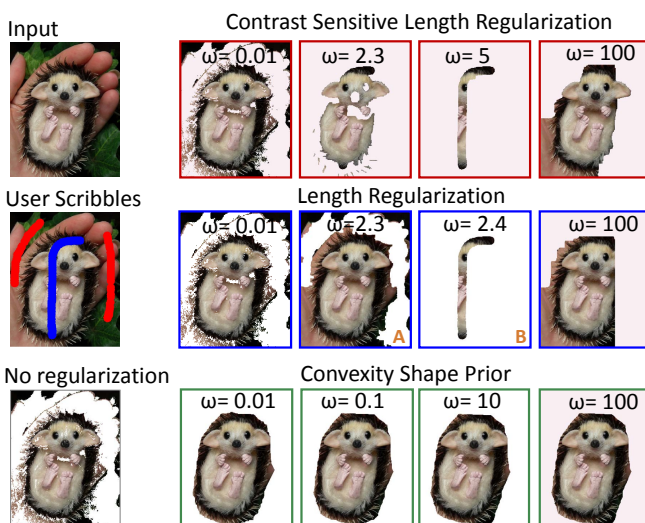 Input
Contrast Sensitive Length Regularization
ω= 0.01
ω= 2.3
ω= 5
ω= 100
User Scribbles
Length Regularization
ω= 0.01
ω=2.3
A
ω= 2.4
B
ω= 100
No regularization
Convexity Shape Prior
ω= 0.01
ω= 0.1
ω= 10
ω= 100